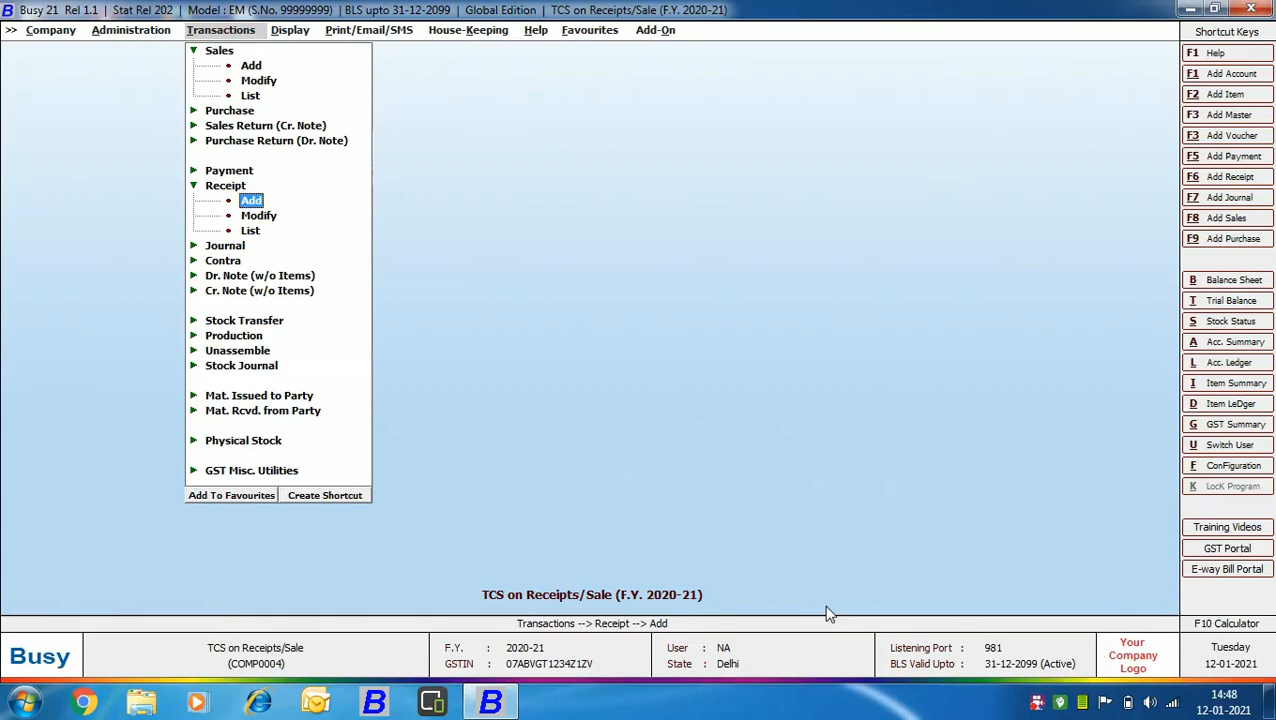 Busy 21 Rel 1.1 | Stat Rel 202 | Model : EM (S.No. 99999999) | BLS upto 31-12-2099 | Global Edition | TCS on Receipts/Sale (F.Y. 2020-21)
>> Company Administration Transactions Display Print/Email/SMS House-Keeping Help Favourites Add-On
Sales
Add
Modify
List
Purchase
Sales Return (Cr. Note)
Purchase Return (Dr. Note)
Payment
Receipt
Add
Modify
List
Journal
Contra
Dr. Note (w/o Items)
Cr. Note (w/o Items)
Stock Transfer
Production
Unassemble
Stock Journal
Mat. Issued to Party
Mat. Rcvd. from Party
Physical Stock
GST Misc. Utilities
Add To Favourites Create Shortcut
Shortcut Keys
F1 Help
F1 Add Account
F2 Add Item
F3 Add Master
F3 Add Voucher
F5 Add Payment
F6 Add Receipt
F7 Add Journal
F8 Add Sales
F9 Add Purchase
B Balance Sheet
T Trial Balance
S Stock Status
A Acc. Summary
L Acc. Ledger
I Item Summary
D Item LeDger
G GST Summary
U Switch User
F ConFiguration
K LocK Program
Training Videos
GST Portal
E-way Bill Portal
TCS on Receipts/Sale (F.Y. 2020-21)
Transactions --> Receipt --> Add
F10 Calculator
Busy
TCS on Receipts/Sale
(COMP0004)
F.Y. : 2020-21
GSTIN : 07ABVGT1234Z1ZV
User : NA
State : Delhi
Listening Port : 981
BLS Valid Upto : 31-12-2099 (Active)
Your
Company
Logo
Tuesday
12-01-2021
14:48
12-01-2021